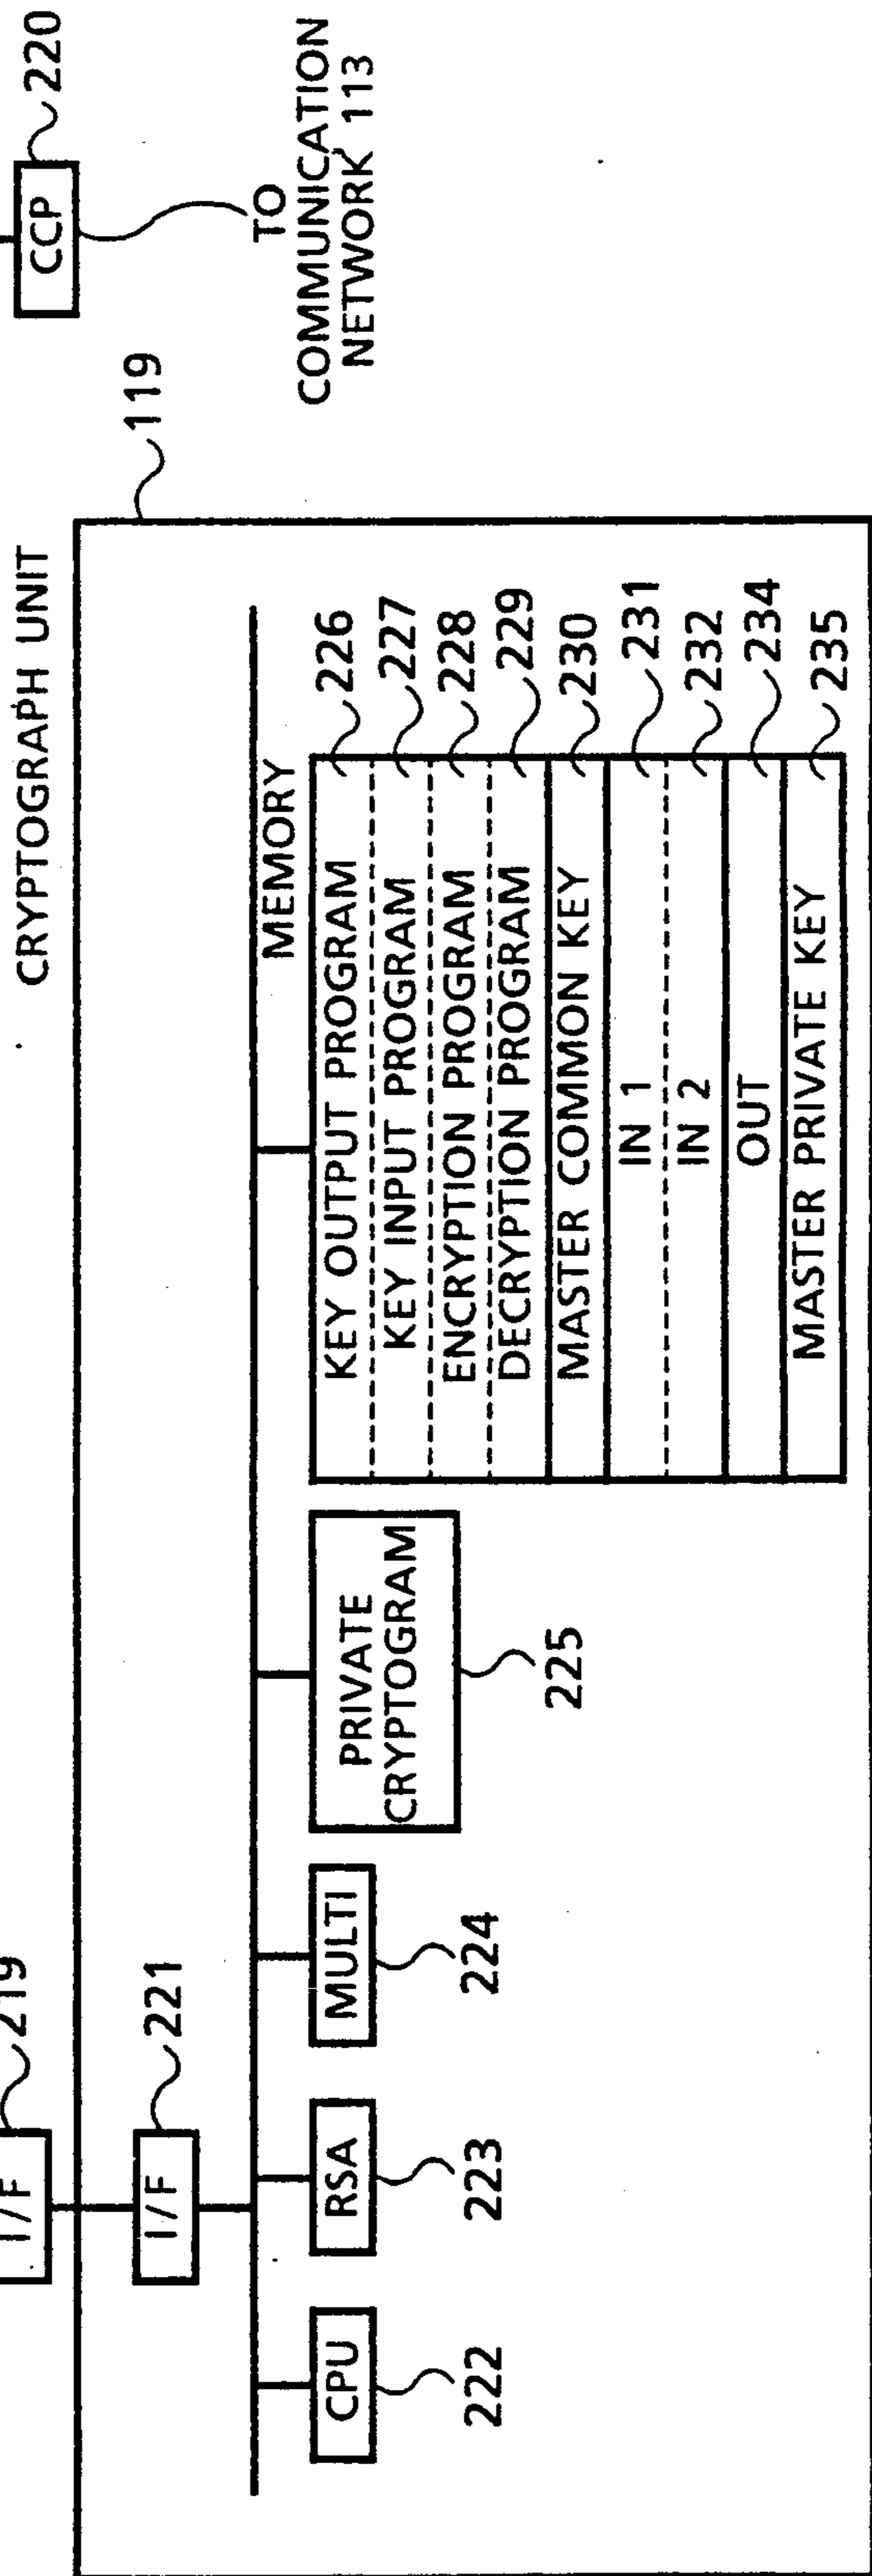 219
I/F
CCP
220
TO
COMMUNICATION
NETWORK 113
CRYPTOGRAPH UNIT
119
I/F
221
CPU
222
RSA
223
MULTI
224
PRIVATE
CRYPTOGRAM
225
MEMORY
KEY OUTPUT PROGRAM
226
KEY INPUT PROGRAM
227
ENCRYPTION PROGRAM
228
DECRYPTION PROGRAM
229
MASTER COMMON KEY
230
IN 1
231
IN 2
232
OUT
234
MASTER PRIVATE KEY
235